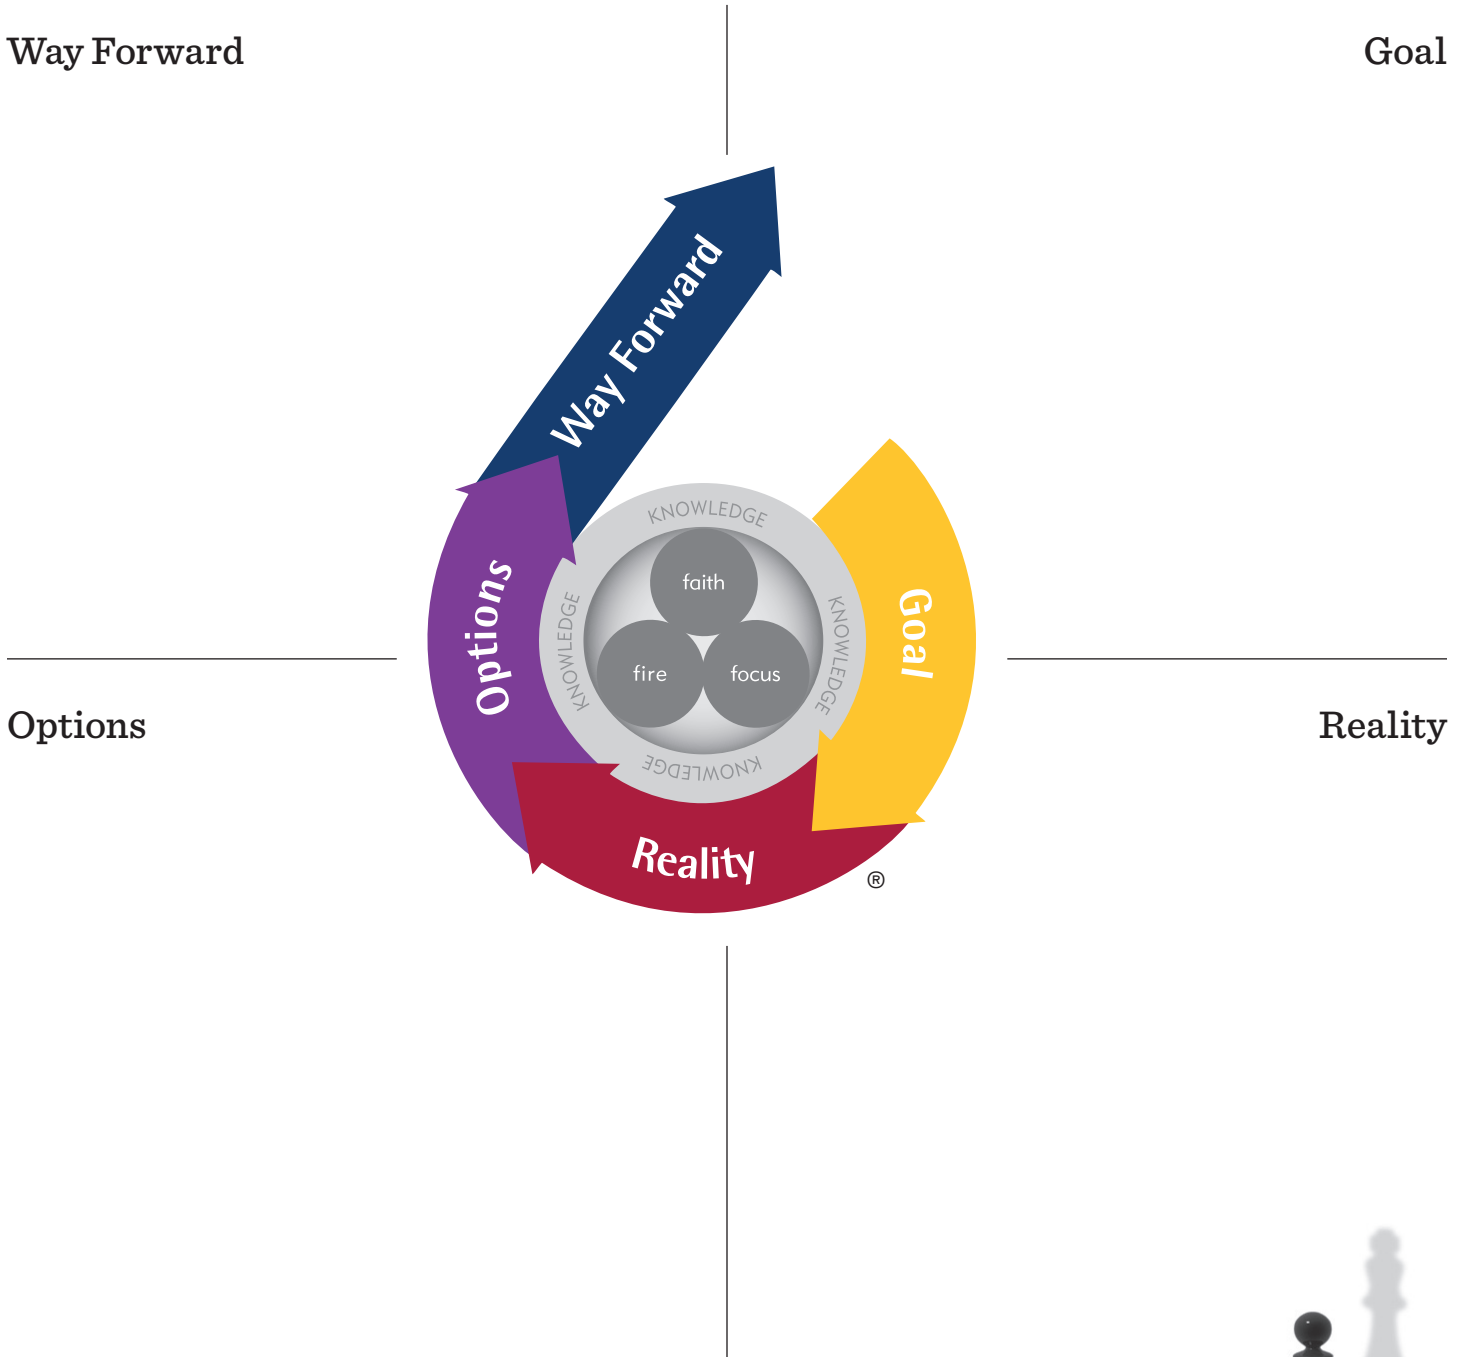 Way Forward
Goal
Way Forward
KNOWLEDGE
faith
Options
KNOWLEDGE
KNOWLEDGE
Goal
fire
focus
Options
Reality
KNOWLEDGE
Reality
®